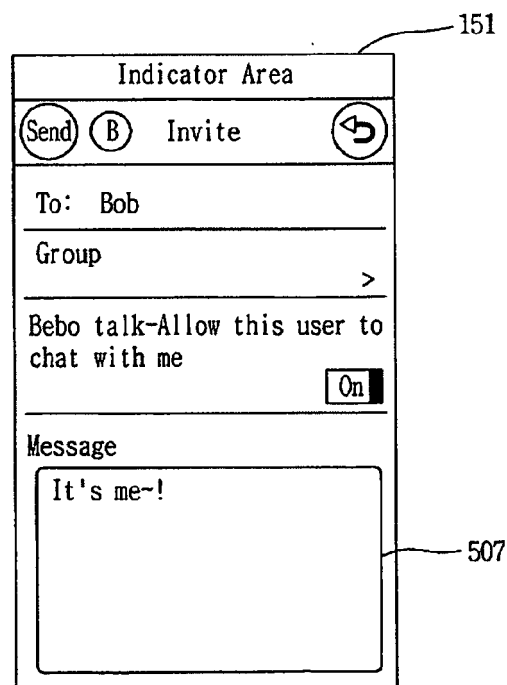 151
Indicator Area
Send B Invite
To: Bob
Group
>
Bebo talk-Allow this user to
chat with me
On
Message
It's me~!
507